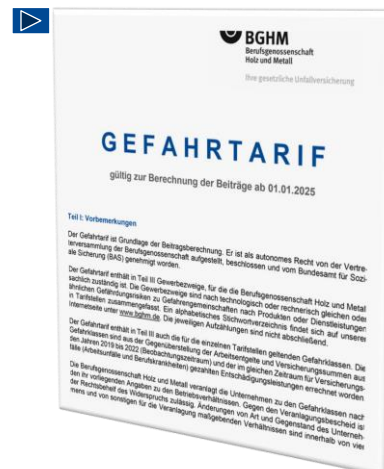 BGHM
Berufsgenossenschaft
Holz und Metall
Ihre gesetzliche Unfallversicherung
GEFAHRTARIF
gültig zur Berechnung der Beiträge ab 01.01.2025
Teil I: Vorbemerkungen
Der Gefahrtarif ist Grundlage der Beitragsberechnung. Er ist als autonomes Recht von der Vertre-
terversammlung der Berufsgenossenschaft aufgestellt, beschlossen und vom Bundesamt für Sozi-
ale Sicherung (BAS) genehmigt worden.
Der Gefahrtarif enthält in Teil III Gewerbezweige, für die die Berufsgenossenschaft Holz und Metall
sachlich zuständig ist. Die Gewerbezweige sind nach technologisch oder rechnerisch gleichen oder
ähnlichen Gefährdungsrisiken zu Gefahrengemeinschaften nach Produkten oder Dienstleistungen
in Tarifstellen zusammengefasst. Ein alphabetisches Stichwortverzeichnis findet sich auf unserer
Internetseite unter www.bghm.de. Die jeweiligen Aufzählungen sind nicht abschließend.
Der Gefahrtarif enthält in Teil III auch die für die einzelnen Tarifstellen geltenden Gefahrklassen. Die
Gefahrklassen sind aus der Gegenüberstellung der Arbeitsentgelte und Versicherungssummen aus
den Jahren 2019 bis 2022 (Beobachtungszeitraum) und der im gleichen Zeitraum für Versicherungs-
fälle (Arbeitsunfälle und Berufskrankheiten) gezahlten Entschädigungsleistungen errechnet worden.
Die Berufsgenossenschaft Holz und Metall veranlagt die Unternehmen zu den Gefahrklassen nach
den ihr vorliegenden Angaben zu den Betriebsverhältnissen. Gegen den Veranlagungsbescheid ist
der Rechtsbehelf des Widerspruchs zulässig. Änderungen von Art und Gegenstand des Unterneh-
mens und von sonstigen für die Veranlagung maßgebenden Verhältnissen sind innerhalb von vier